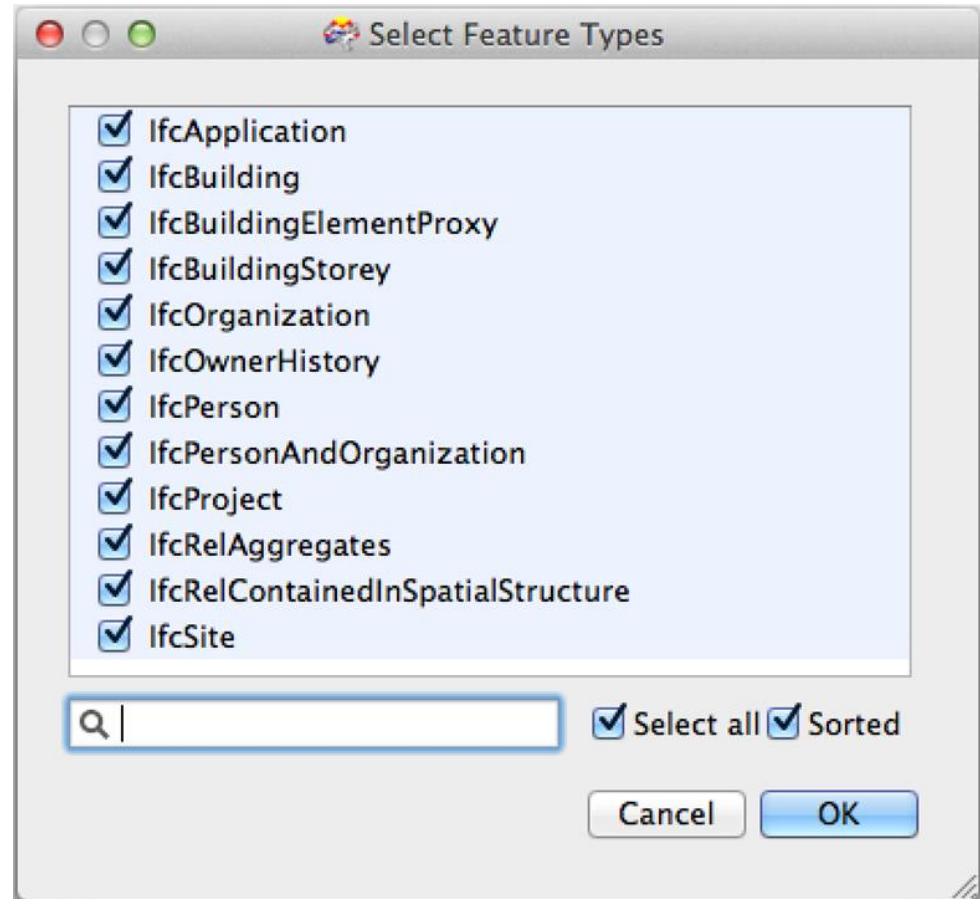 Select Feature Types
IfcApplication
IfcBuilding
IfcBuildingElementProxy
IfcBuildingStorey
IfcOrganization
IfcOwnerHistory
IfcPerson
IfcPersonAndOrganization
IfcProject
IfcRelAggregates
IfcRelContainedInSpatialStructure
IfcSite
Select all Sorted
Cancel OK